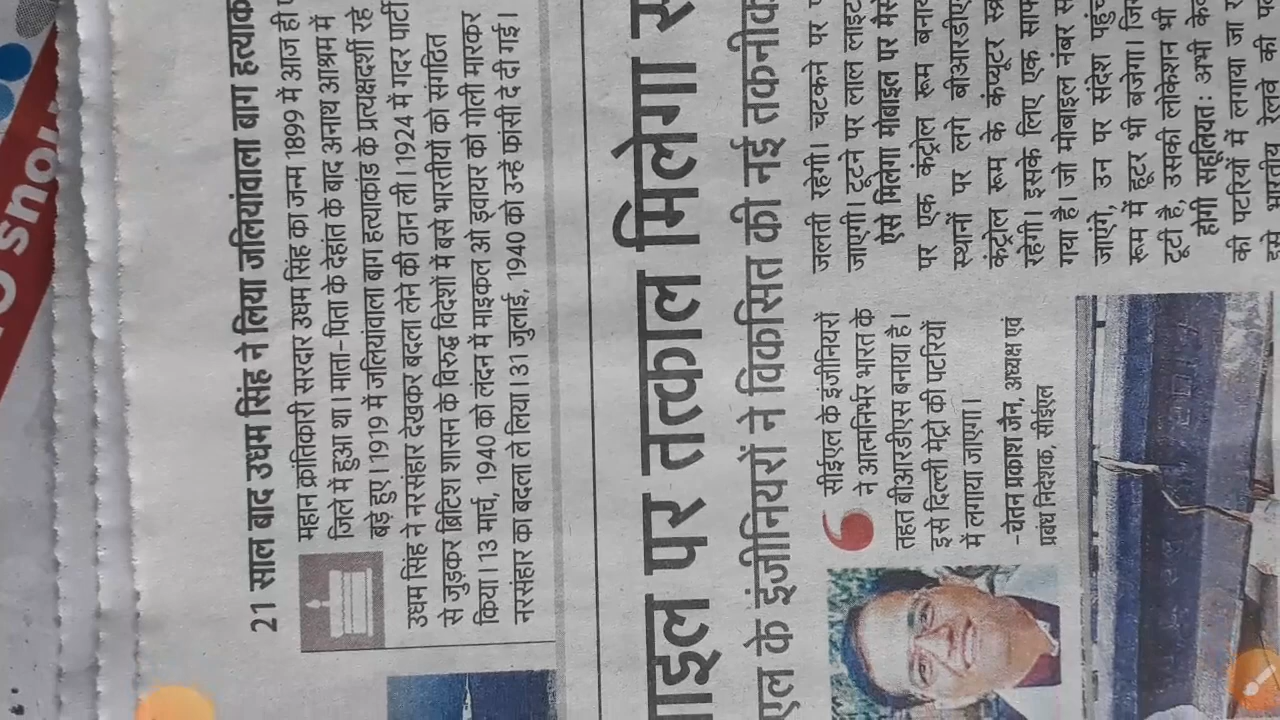 21 साल बाद उधम सिंह ने लिया जलियांवाला बाग
महान क्रांतिकारी सरदार उधम सिंह का जन्म 1899 में आज ही
जिले में हुआ था। माता-पिता के देहांत के बाद अनाथ आश्रम में
बड़े हुए। 1919 में जलियांवाला बाग हत्याकांड के प्रत्यक्षदर्शी रहे
उधम सिंह ने नरसंहार देखकर बदला लेने की ठान ली। 1924 में गदर पार्टी
से जुड़कर ब्रिटिश शासन के विरुद्ध विदेशों में बसे भारतीयों को संगठित
किया। 13 मार्च, 1940 को लंदन में माइकल ओ ड्वायर को गोली मारकर
नरसंहार का बदला ले लिया। 31 जुलाई, 1940 को उन्हें फांसी दे दी गई।
पर तत्काल मिलेगा
के इंजीनियरों ने विकसित की नई तकनीक
सीईएल के इंजीनियरों
ने आत्मनिर्भर भारत के
तहत बीआरडीएस बनाया है।
इसे दिल्ली मेट्रो की पटरियों
में लगाया जाएगा।
-चेतन प्रकाश जैन, अध्यक्ष एवं
प्रबंध निदेशक, सीईएल
जलती रहेगी। चटकने पर
जाएगी। टूटने पर लाल लाइट
ऐसे मिलेगा मोबाइल पर
पर एक कंट्रोल रूम
स्थानों पर लगे
कंट्रोल रूम के कंप्यूटर
रहेगी। इसके लिए एक
गया है। जो मोबाइल नंबर
जाएंगे, उन पर संदेश
रूम में हूटर भी बजेगा।
टूटी है, उसकी लोकेशन भी
होगी सहूलियत: अभी
की पटरियों में लगाया जा
इसे भारतीय रेलवे की